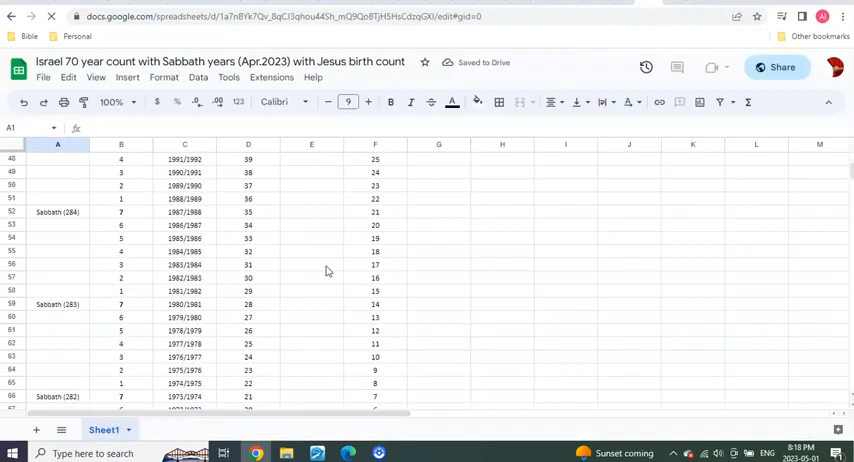 docs.google.com/spreadsheets/d/1a7nBYk7Qv_8qCJ3qhou44Sh_mQ9QoBTjH5HsCdzqGXI/edit#gid=0
Bible Personal Other bookmarks
Israel 70 year count with Sabbath years (Apr.2023) with Jesus birth count Saved to Drive Share
File Edit View Insert Format Data Tools Extensions Help
100% $ % .0 .00 123 Calibri 9 B I S A
A1 fx
A B C D E F G H I J K L M
48 4 1991/1992 39 25
49 3 1990/1991 38 24
50 2 1989/1990 37 23
51 1 1988/1989 36 22
52 Sabbath (284) 7 1987/1988 35 21
53 6 1986/1987 34 20
54 5 1985/1986 33 19
55 4 1984/1985 32 18
56 3 1983/1984 31 17
57 2 1982/1983 30 16
58 1 1981/1982 29 15
59 Sabbath (283) 7 1980/1981 28 14
60 6 1979/1980 27 13
61 5 1978/1979 26 12
62 4 1977/1978 25 11
63 3 1976/1977 24 10
64 2 1975/1976 23 9
65 1 1974/1975 22 8
66 Sabbath (282) 7 1973/1974 21 7
Sheet1
Type here to search Sunset coming ENG 8:18 PM
2023-05-01